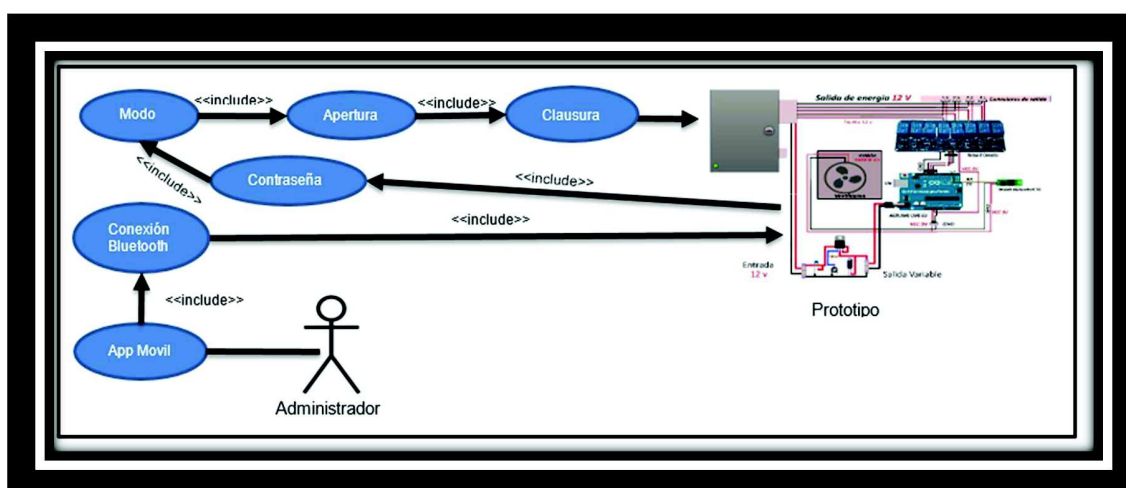 <<include>>
<<include>>
Modo
Apertura
Clausura
<<include>>
Contraseña
<<include>>
<<include>>
Conexión
Bluetooth
<<include>>
App Movil
Administrador
Salida de energia 12 V
Entrada
12 v
Salida Variable
Prototipo